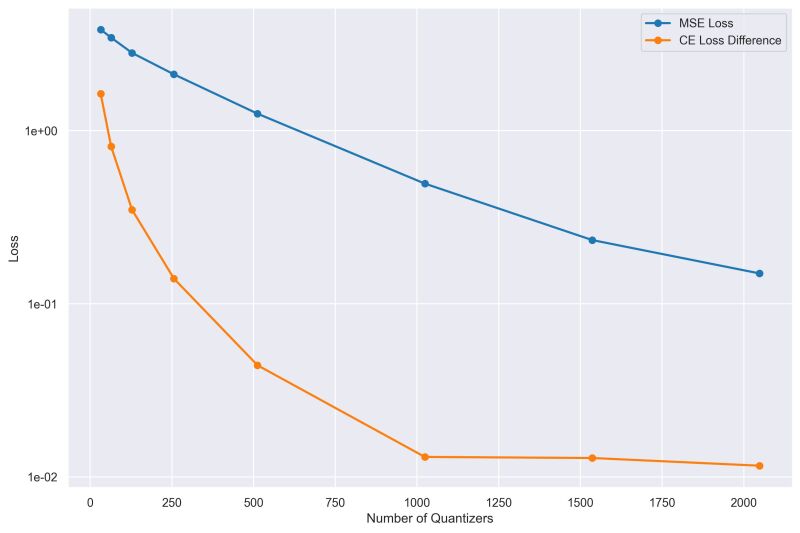 MSE Loss
CE Loss Difference
1e+00
1e-01
1e-02
Loss
0 250 500 750 1000 1250 1500 1750 2000
Number of Quantizers